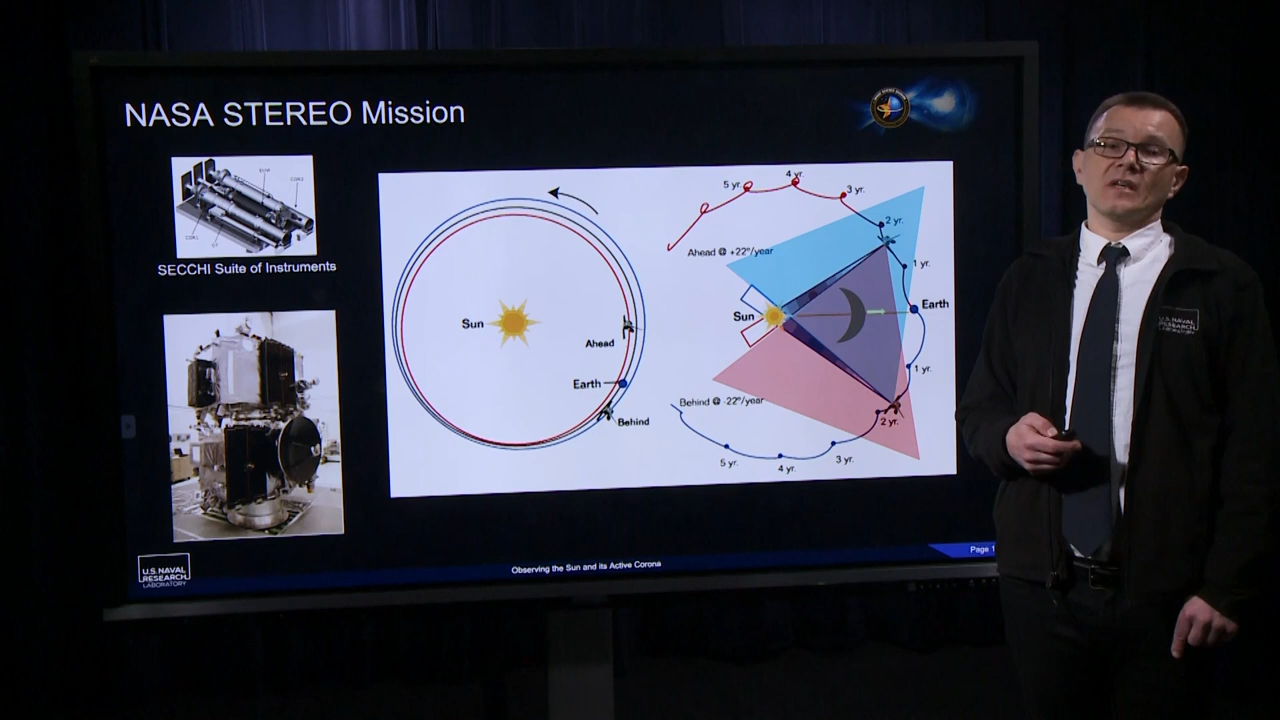 NASA STEREO Mission
SECCHI Suite of Instruments
Sun
Ahead
Earth
Behind
5 yr.
4 yr.
3 yr.
2 yr.
Ahead @ +22°/year
1 yr.
Sun
Earth
1 yr.
Behind @ -22°/year
2 yr.
5 yr.
4 yr.
3 yr.
U.S. NAVAL
RESEARCH
LABORATORY
Observing the Sun and its Active Corona
Page 1
U.S. NAVAL
RESEARCH
LABORATORY